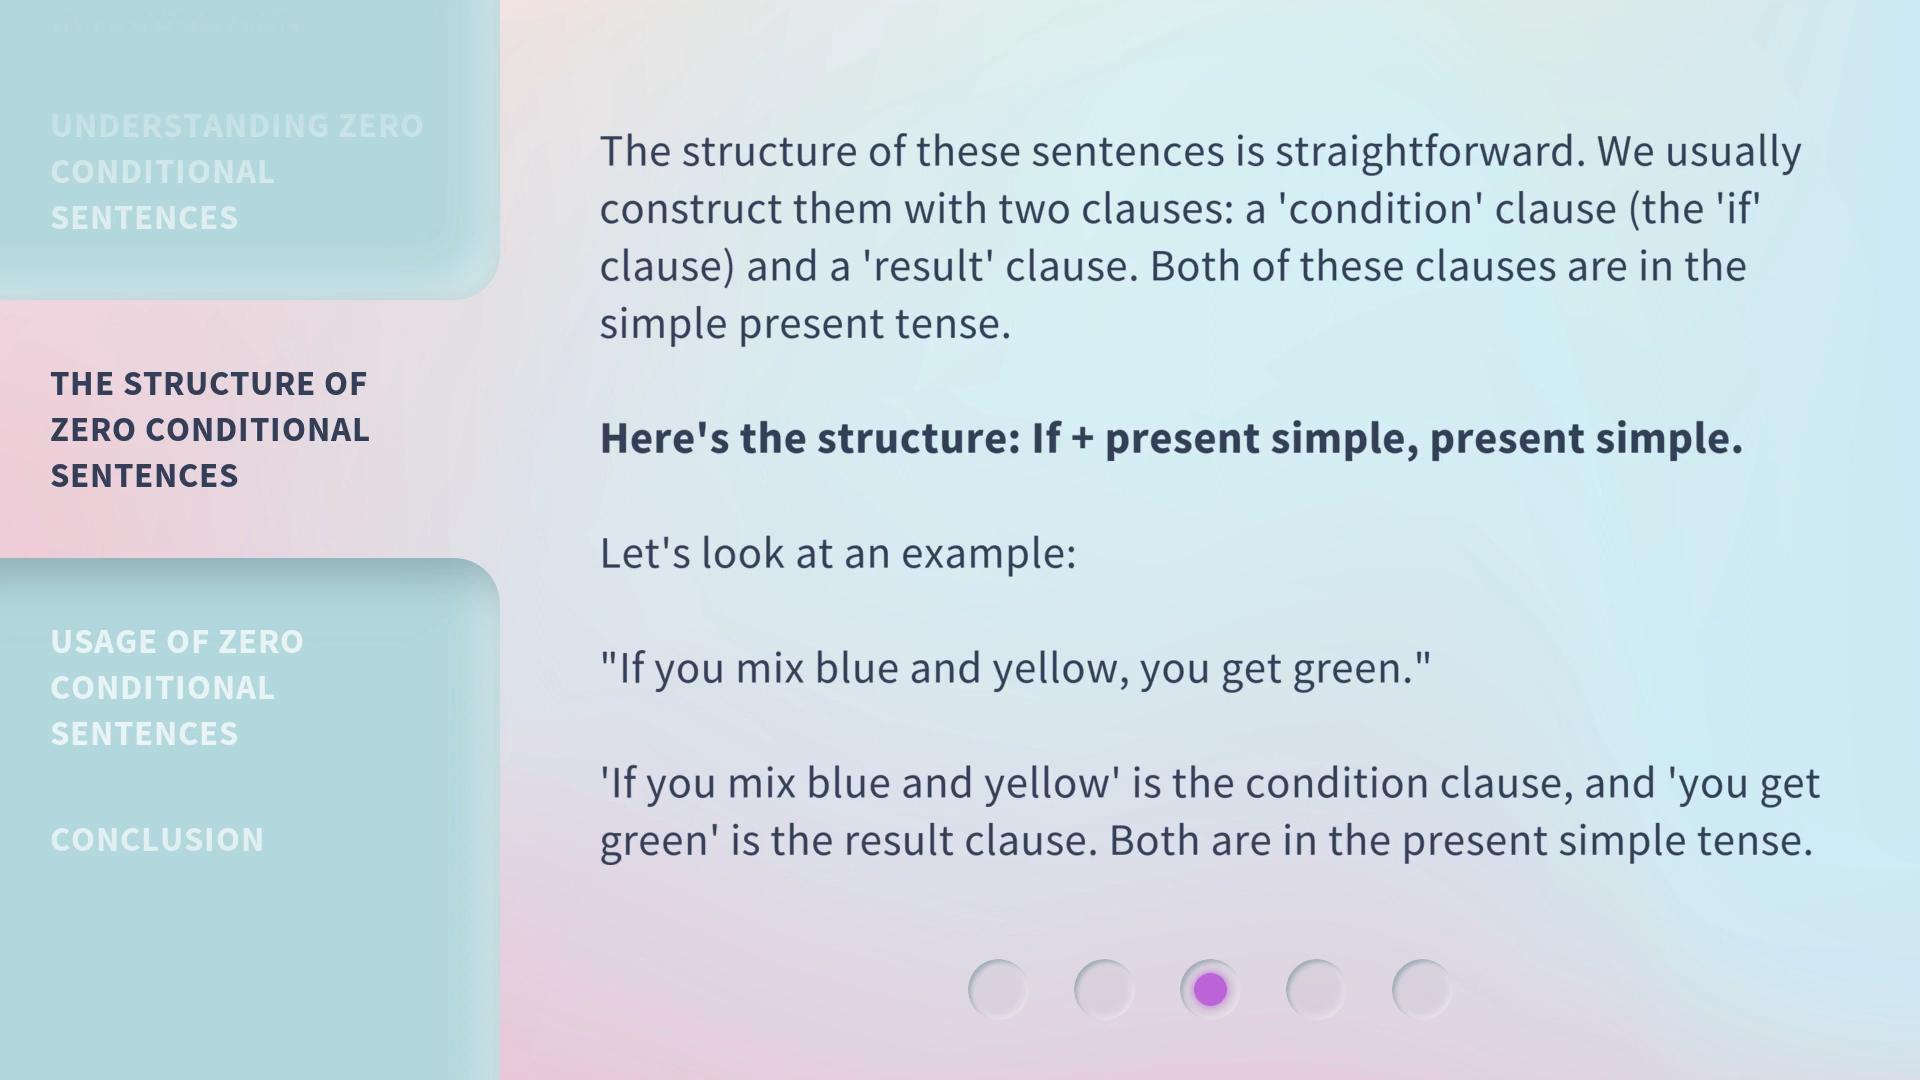 UNDERSTANDING ZERO
CONDITIONAL
SENTENCES
THE STRUCTURE OF
ZERO CONDITIONAL
SENTENCES
USAGE OF ZERO
CONDITIONAL
SENTENCES
CONCLUSION
The structure of these sentences is straightforward. We usually
construct them with two clauses: a 'condition' clause (the 'if'
clause) and a 'result' clause. Both of these clauses are in the
simple present tense.
Here's the structure: If + present simple, present simple.
Let's look at an example:
"If you mix blue and yellow, you get green."
'If you mix blue and yellow' is the condition clause, and 'you get
green' is the result clause. Both are in the present simple tense.